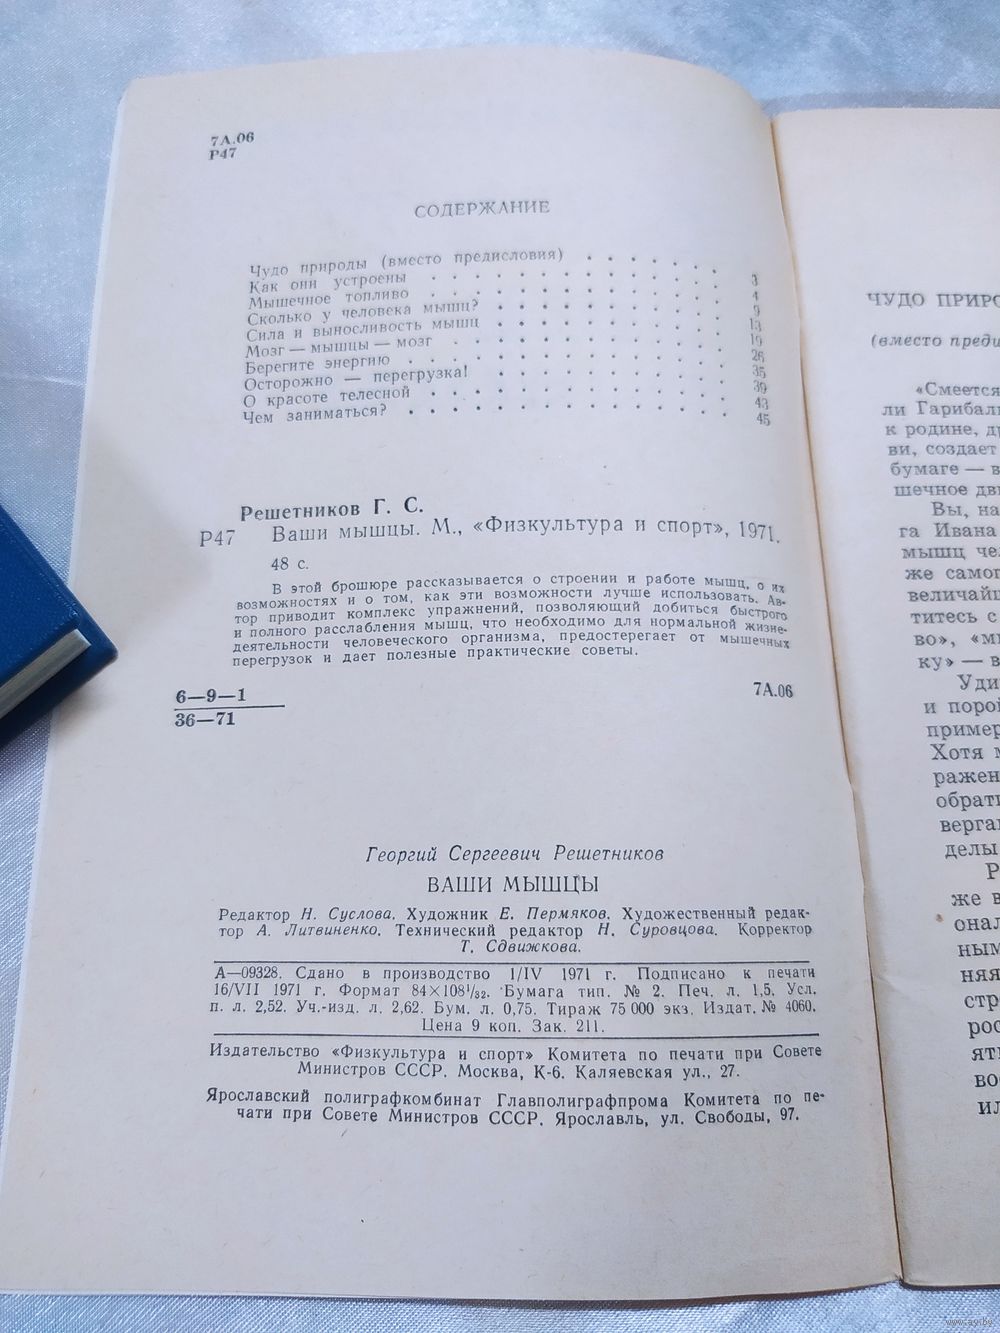 7А.06
Р47
СОДЕРЖАНИЕ
Чудо природы (вместо предисловия) . . . . . . 3
Как они устроены . . . . . . . . . . . . 4
Мышечное топливо . . . . . . . . . . . . 9
Сколько у человека мышц? . . . . . . . . . . 13
Сила и выносливость мышц . . . . . . . . . . 19
Мозг — мышцы — мозг . . . . . . . . . . . 26
Берегите энергию . . . . . . . . . . . . 35
Осторожно — перегрузка! . . . . . . . . . . 39
О красоте телесной . . . . . . . . . . . . 43
Чем заниматься? . . . . . . . . . . . . . 45
Решетников Г. С.
Р47 Ваши мышцы. М., «Физкультура и спорт», 1971.
48 с.
В этой брошюре рассказывается о строении и работе мышц, о их
возможностях и о том, как эти возможности лучше использовать. Ав-
тор приводит комплекс упражнений, позволяющий добиться быстрого
и полного расслабления мышц, что необходимо для нормальной жизне-
деятельности человеческого организма, предостерегает от мышечных
перегрузок и дает полезные практические советы.
6—9—1
36—71
7А.06
Георгий Сергеевич Решетников
ВАШИ МЫШЦЫ
Редактор Н. Суслова. Художник Е. Пермяков. Художественный редак-
тор А. Литвиненко. Технический редактор Н. Суровцова. Корректор
Т. Сдвижкова.
А—09328. Сдано в производство 1/IV 1971 г. Подписано к печати
16/VII 1971 г. Формат 84×108¹/₃₂. Бумага тип. № 2. Печ. л. 1,5. Усл.
п. л. 2,52. Уч.-изд. л. 2,62. Бум. л. 0,75. Тираж 75 000 экз. Издат. № 4060.
Цена 9 коп. Зак. 211.
Издательство «Физкультура и спорт» Комитета по печати при Совете
Министров СССР. Москва, К-6. Каляевская ул., 27.
Ярославский полиграфкомбинат Главполиграфпрома Комитета по пе-
чати при Совете Министров СССР. Ярославль, ул. Свободы, 97.
ЧУДО ПРИРО
(вместо преди
«Смеется
ли Гарибаль
к родине, др
ви, создает
бумаге — в
шечное дви
Вы, на
га Ивана
мышц чел
же самог
величайш
титесь с
во», «мы
ку» — в
Уди
и порой
пример
Хотя м
ражен
обрати
верга
делы
Р
же в
онал
ным
няя
стр
рос
ят
во
ил
www.ay.by